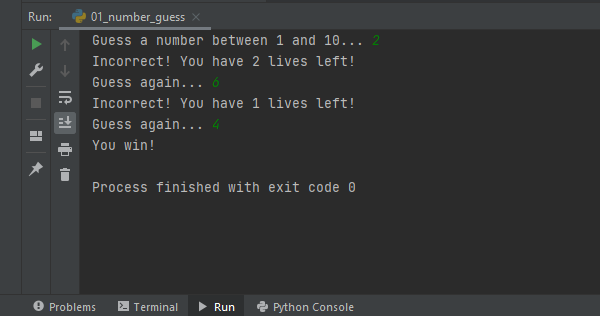 Run: 01_number_guess
Guess a number between 1 and 10... 2
Incorrect! You have 2 lives left!
Guess again... 6
Incorrect! You have 1 lives left!
Guess again... 4
You win!
Process finished with exit code 0
Problems Terminal Run Python Console